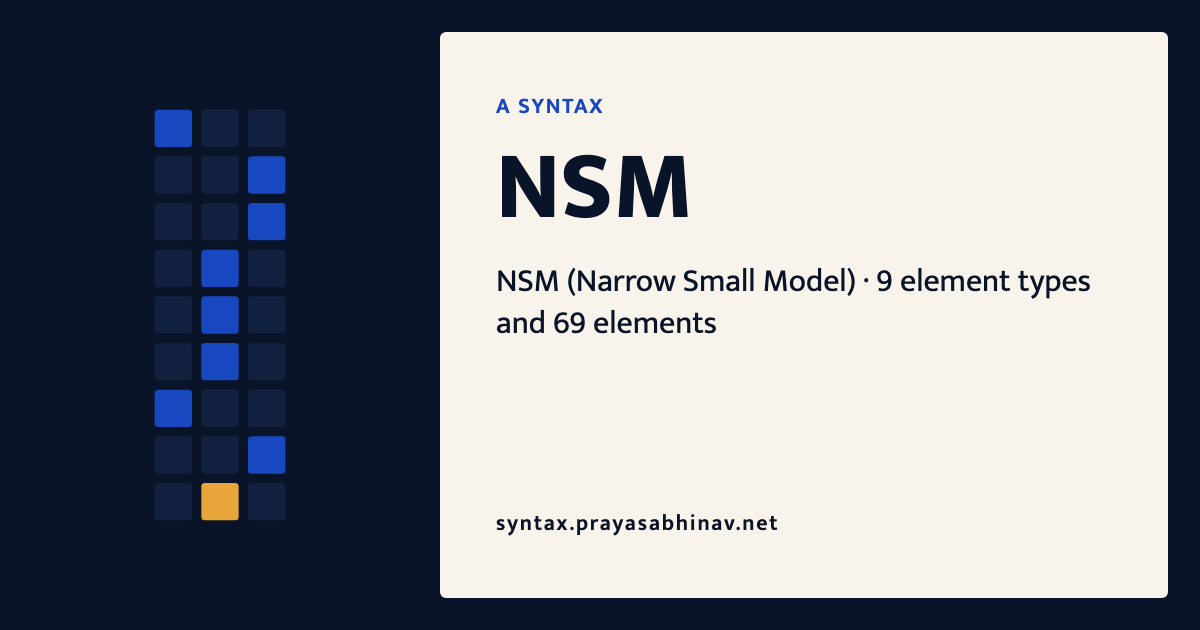 A SYNTAX
NSM
NSM (Narrow Small Model) · 9 element types
and 69 elements
syntax.prayasabhinav.net